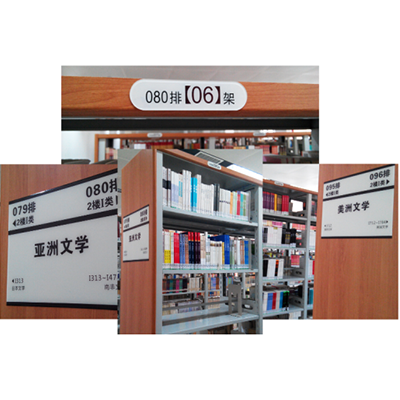 080排【06】架
079排
◀2楼I类
080排
2楼I类▶
亚洲文学
◀I313
I313~I47
095排
◀2楼I类
096排
2楼I类▶
美洲文学